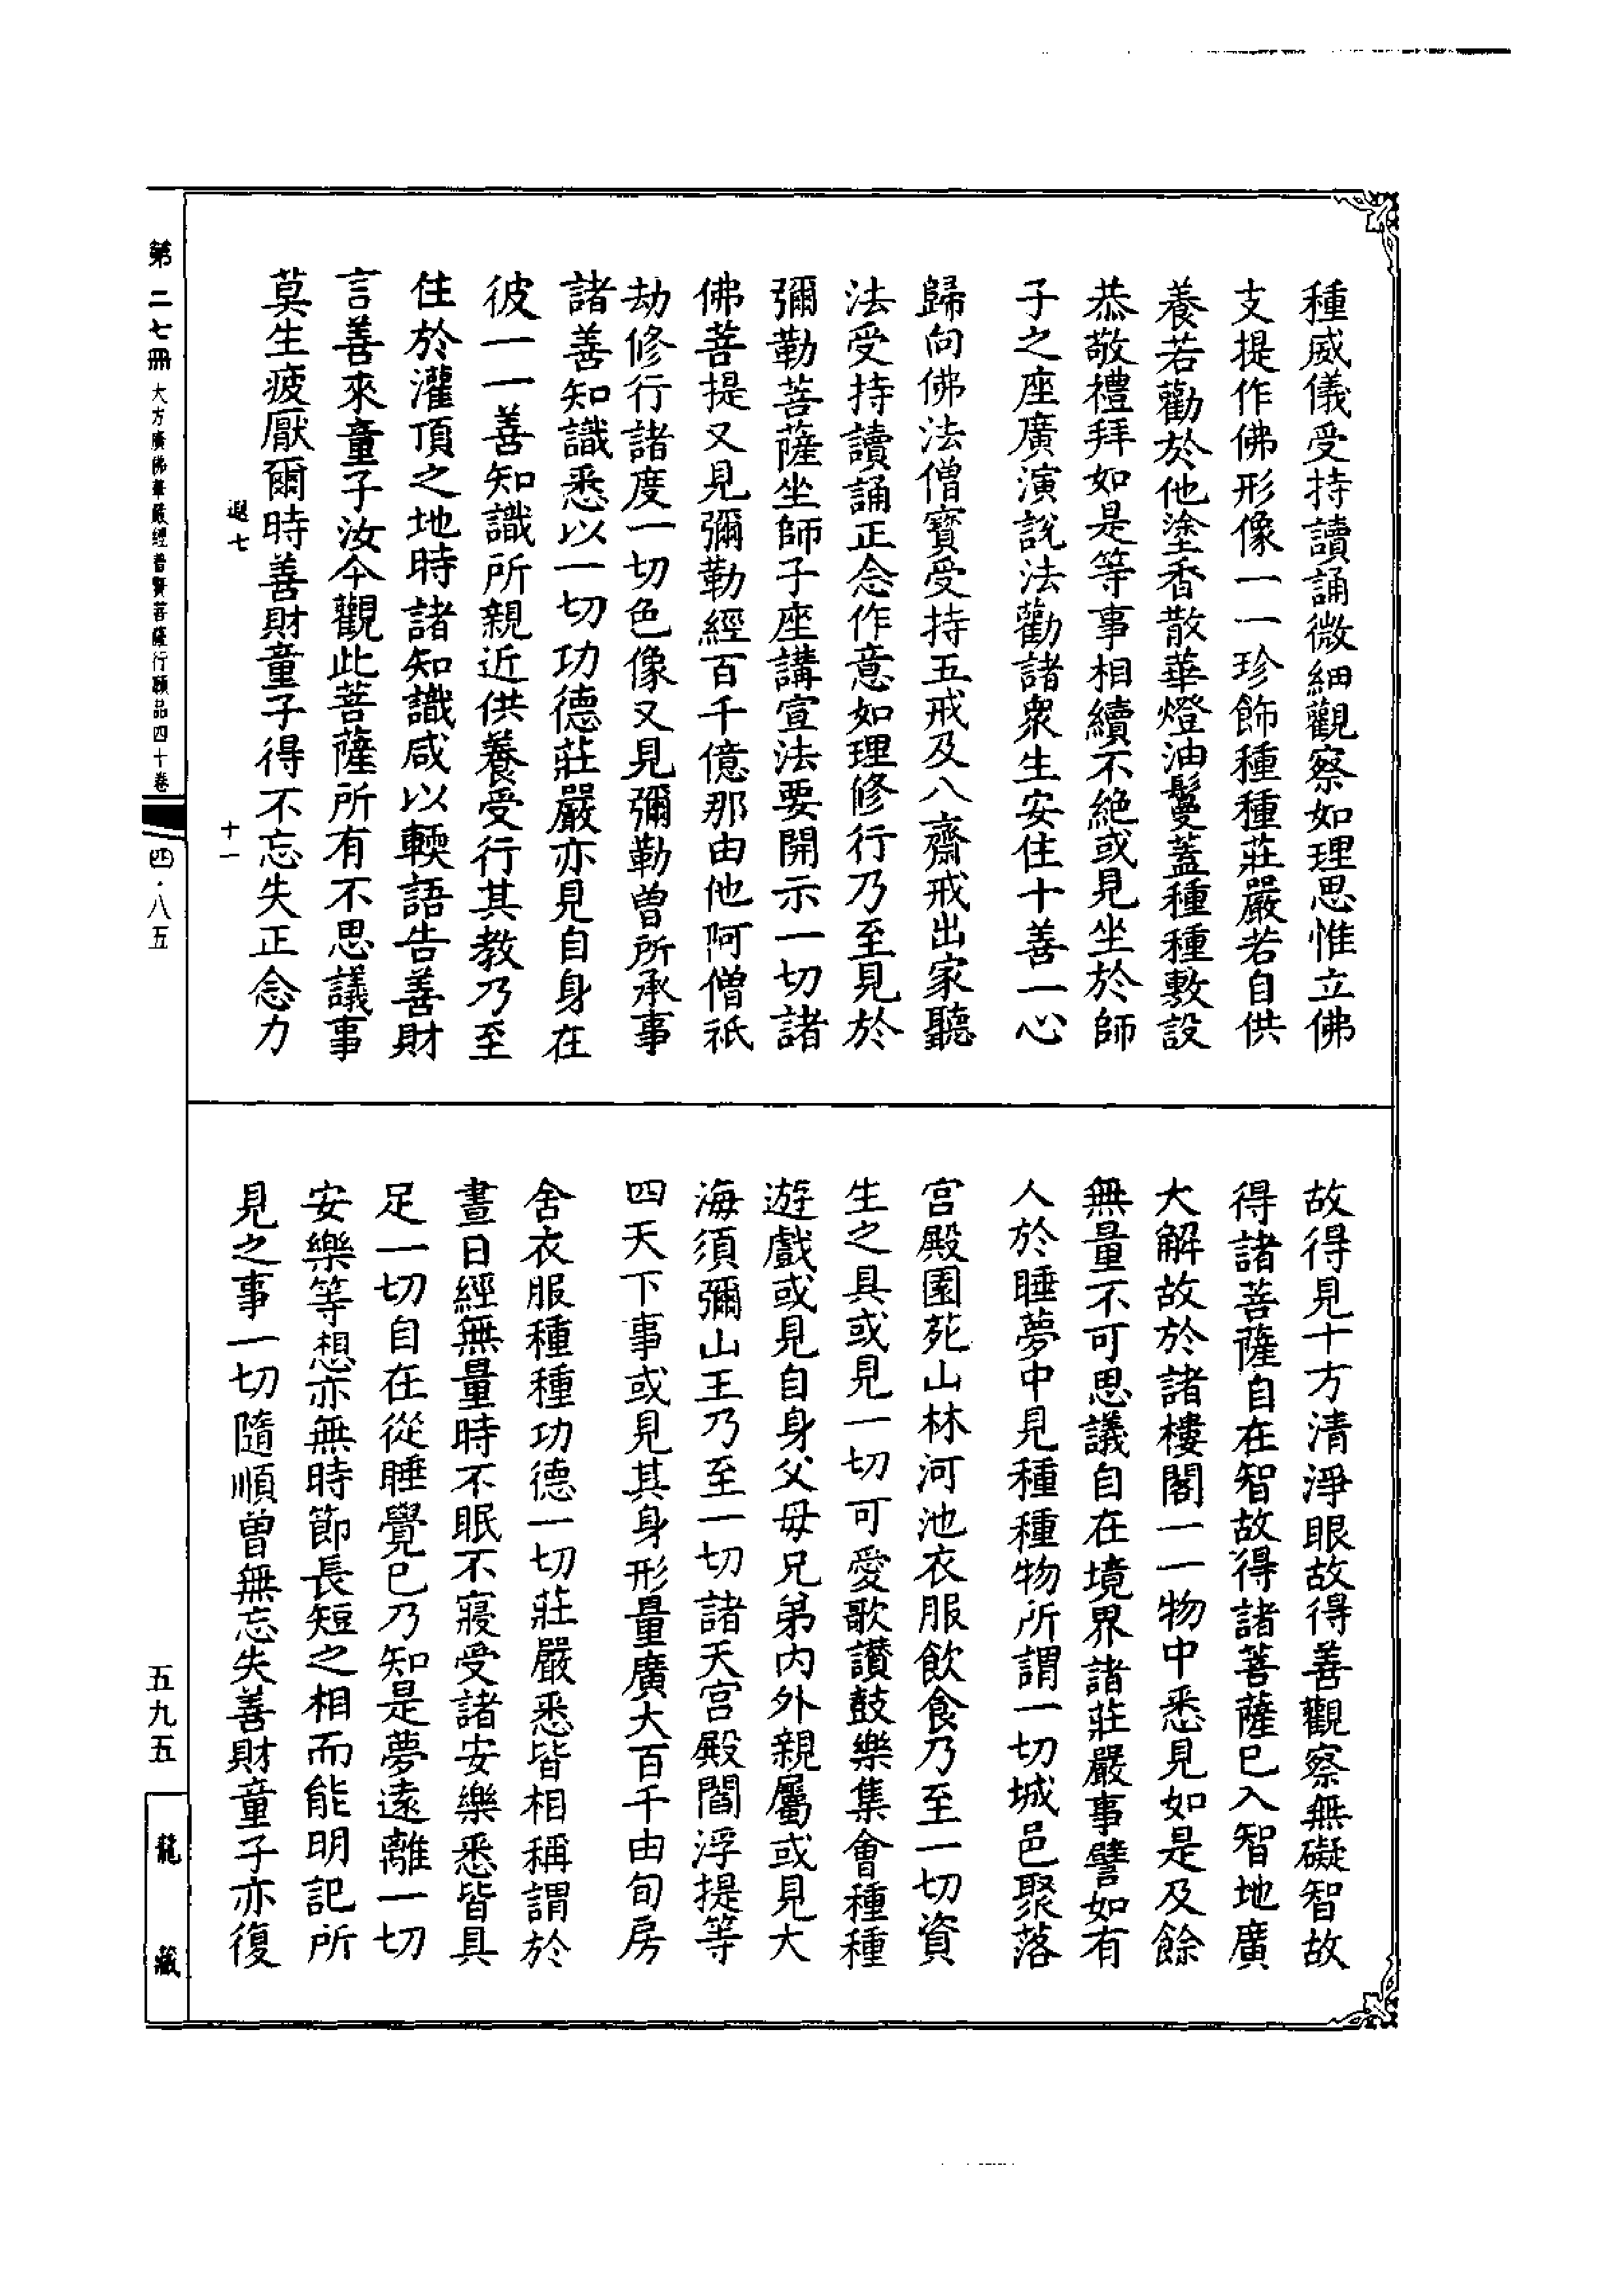 種威儀受持讀誦微細觀察如理思惟立佛
支提作佛形像一一珍飾種種莊嚴若自供
養若勸於他塗香散華燈油鬘蓋種種敷設
恭敬禮拜如是等事相續不絶或見坐於師
子之座廣演説法勸諸衆生安住十善一心
歸向佛法僧寳受持五戒及八齋戒出家聽
法受持讀誦正念作意如理修行乃至見於
彌勒菩薩坐師子座講宣法要開示一切諸
佛菩提又見彌勒經百千億那由他阿僧祇
劫修行諸度一切色像又見彌勒曾所承事
諸善知識悉以一切功德莊嚴亦見自身在
彼一一善知識所親近供養受行其教乃至
住於灌頂之地時諸知識咸以輭語告善財
言善來童子汝今觀此菩薩所有不思議事
莫生疲厭爾時善財童子得不忘失正念力
遐七 十一
故得見十方清淨眼故得善觀察無礙智故
得諸菩薩自在智故得諸菩薩已入智地廣
大解故於諸樓閣一一物中悉見如是及餘
無量不可思議自在境界諸莊嚴事譬如有
人於睡夢中見種種物所謂一切城邑聚落
宮殿園苑山林河池衣服飲食乃至一切資
生之具或見一切可愛歌讃鼓樂集會種種
遊戲或見自身父母兄弟内外親屬或見大
海須彌山王乃至一切諸天宮殿閻浮提等
四天下事或見其身形量廣大百千由旬房
舍衣服種種功德一切莊嚴悉皆相稱謂於
晝日經無量時不眠不寢受諸安樂悉皆具
足一切自在從睡覺已乃知是夢遠離一切
安樂等想亦無時節長短之相而能明記所
見之事一切隨順曾無忘失善財童子亦復
第二七冊 大方廣佛華嚴經普賢菩薩行願品四十卷 四·八五
五九五
龍藏